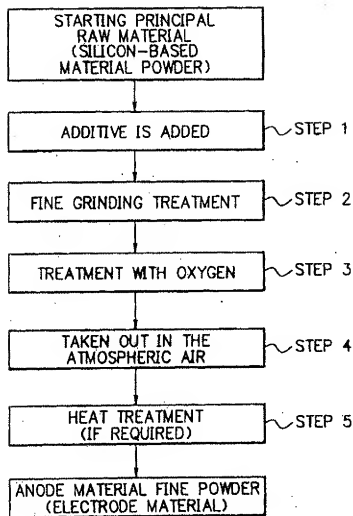 STARTING PRINCIPAL
RAW MATERIAL
(SILICON-BASED
MATERIAL POWDER)
ADDITIVE IS ADDED
STEP 1
FINE GRINDING TREATMENT
STEP 2
TREATMENT WITH OXYGEN
STEP 3
TAKEN OUT IN THE
ATMOSPHERIC AIR
STEP 4
HEAT TREATMENT
(IF REQUIRED)
STEP 5
ANODE MATERIAL FINE POWDER
(ELECTRODE MATERIAL)